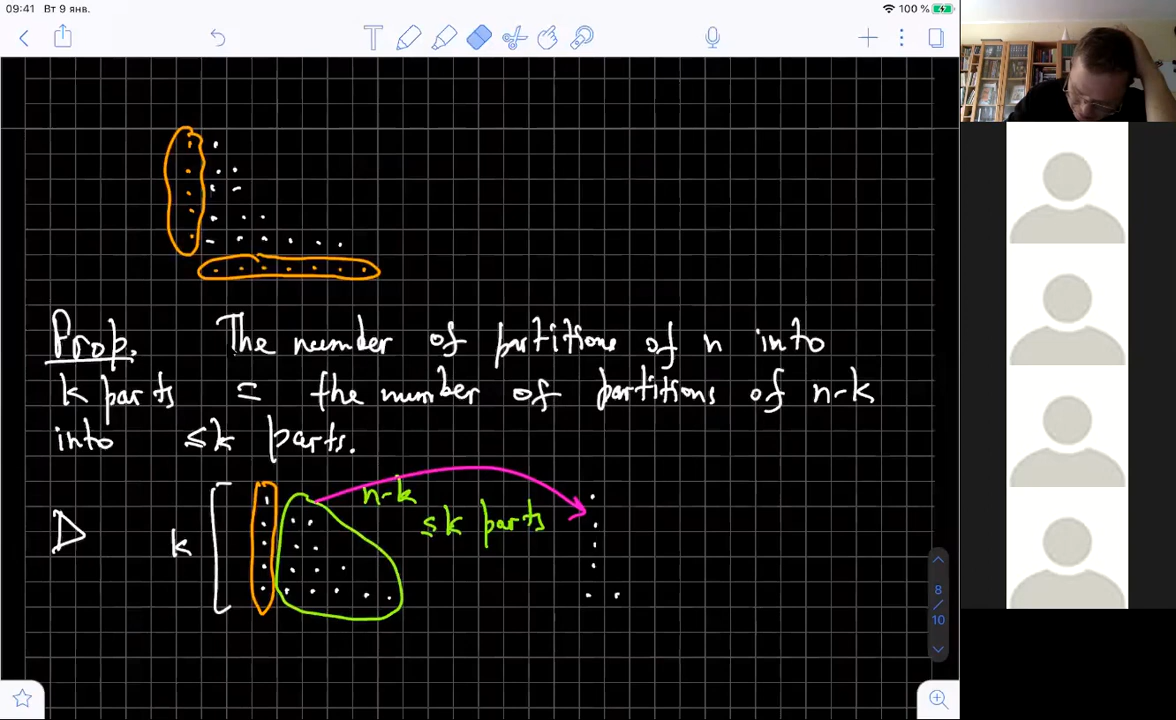 09:41 Вт 9 янв.
100 %
Prop. The number of partitions of n into
k parts = the number of partitions of n-k
into ≤k parts.
n-k
≤k parts
k
8
/
10